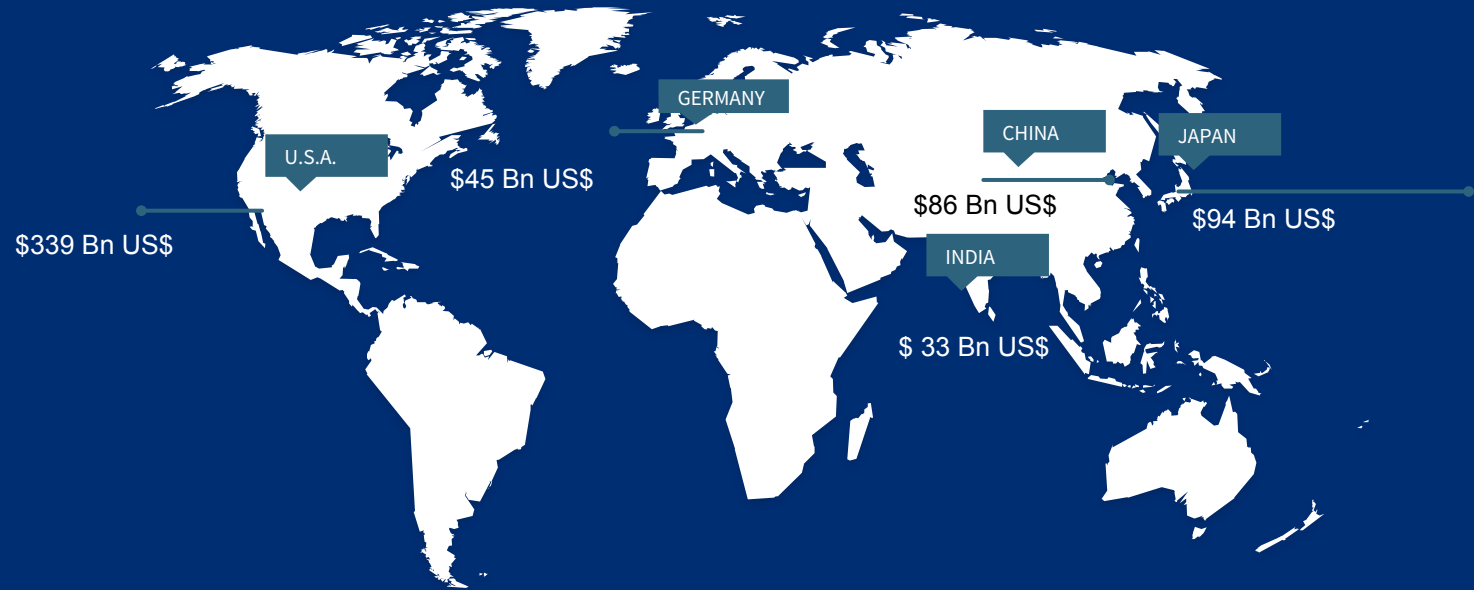 GERMANY
CHINA
JAPAN
U.S.A.
$45 Bn US$
$86 Bn US$
$94 Bn US$
$339 Bn US$
INDIA
$ 33 Bn US$